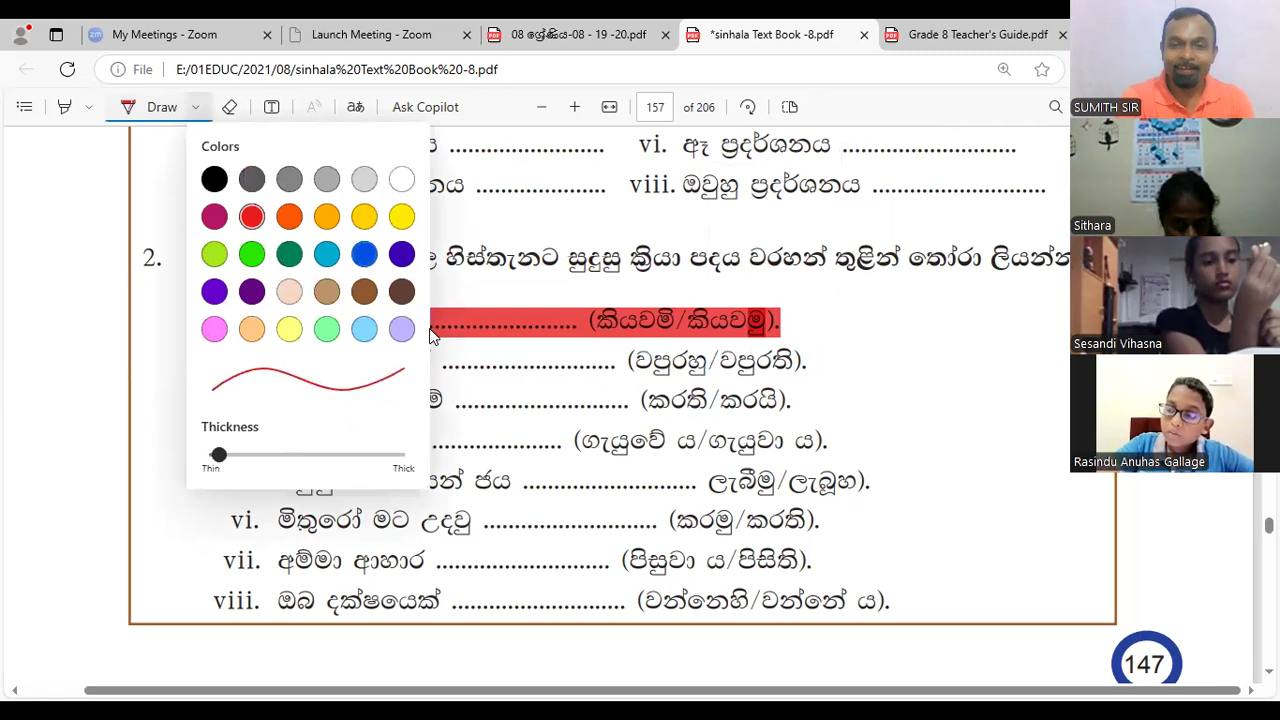 My Meetings - Zoom
Launch Meeting - Zoom
08 ශ්‍රේණිය-08 - 19 -20.pdf
*sinhala Text Book -8.pdf
Grade 8 Teacher's Guide.pdf
File E:/01EDUC/2021/08/sinhala%20Text%20Book%20-8.pdf
Draw
Ask Copilot
157 of 206
Colors
Thickness
Thin Thick
SUMITH SIR
Sithara
Sesandi Vihasna
Rasindu Anuhas Gallage
........................... vi. ඈ ප්‍රදර්ශනය ............................
නය ..................... viii. ඔවුහු ප්‍රදර්ශනය ............................
2. හිස්තැනට සුදුසු ක්‍රියා පදය වරහන් තුළින් තෝරා ලියන්න
....................... (කියවමි/කියවමු).
............................ (වපුරහු/වපුරති).
............................ (කරති/කරයි).
..................... (ගැයුවේ ය/ගැයුවා ය).
ජය ............................ ලැබීමු/ලැබූහ).
vi. මිතුරෝ මට උදවු ............................ (කරමු/කරති).
vii. අම්මා ආහාර ............................ (පිසුවා ය/පිසිති).
viii. ඔබ දක්ෂයෙක් ............................ (වන්නෙහි/වන්නේ ය).
147